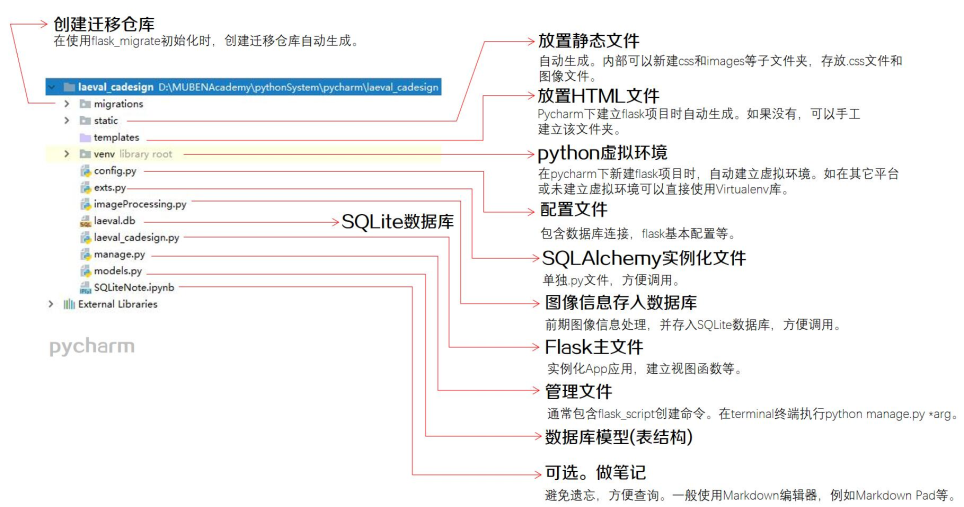 创建迁移仓库
在使用flask_migrate初始化时，创建迁移仓库自动生成。
laeval_cadesign D:\MUBENAcademy\pythonSystem\pycharm\laeval_cadesign
migrations
static
templates
venv library root
config.py
exts.py
imageProcessing.py
laeval.db
laeval_cadesign.py
manage.py
models.py
SQLiteNote.ipynb
External Libraries
pycharm
SQLite数据库
放置静态文件
自动生成。内部可以新建css和images等子文件夹，存放.css文件和
图像文件。
放置HTML文件
Pycharm下建立flask项目时自动生成。如果没有，可以手工
建立该文件夹。
python虚拟环境
在pycharm下新建flask项目时，自动建立虚拟环境。如在其它平台
或未建立虚拟环境可以直接使用Virtualenv库。
配置文件
包含数据库连接，flask基本配置等。
SQLAlchemy实例化文件
单独.py文件，方便调用。
图像信息存人数据库
前期图像信息处理，并存入SQLite数据库，方便调用。
Flask主文件
实例化App应用，建立视图函数等。
管理文件
通常包含flask_script创建命令。在terminal终端执行python manage.py *arg。
数据库模型(表结构)
可选。做笔记
避免遗忘，方便查询。一般使用Markdown编辑器，例如Markdown Pad等。